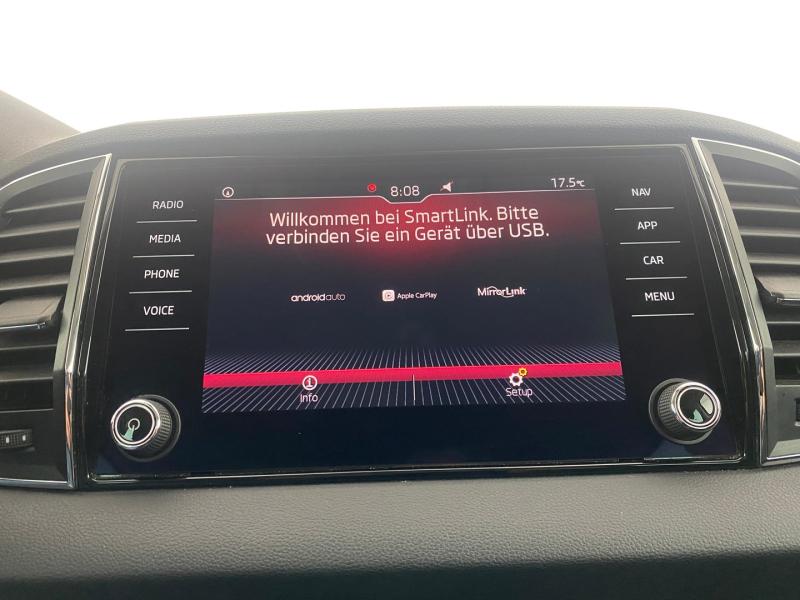 8:08
17.5°C
RADIO
MEDIA
PHONE
VOICE
Willkommen bei SmartLink. Bitte
verbinden Sie ein Gerät über USB.
androidauto
Apple CarPlay
MirrorLink
Info
Setup
NAV
APP
CAR
MENU